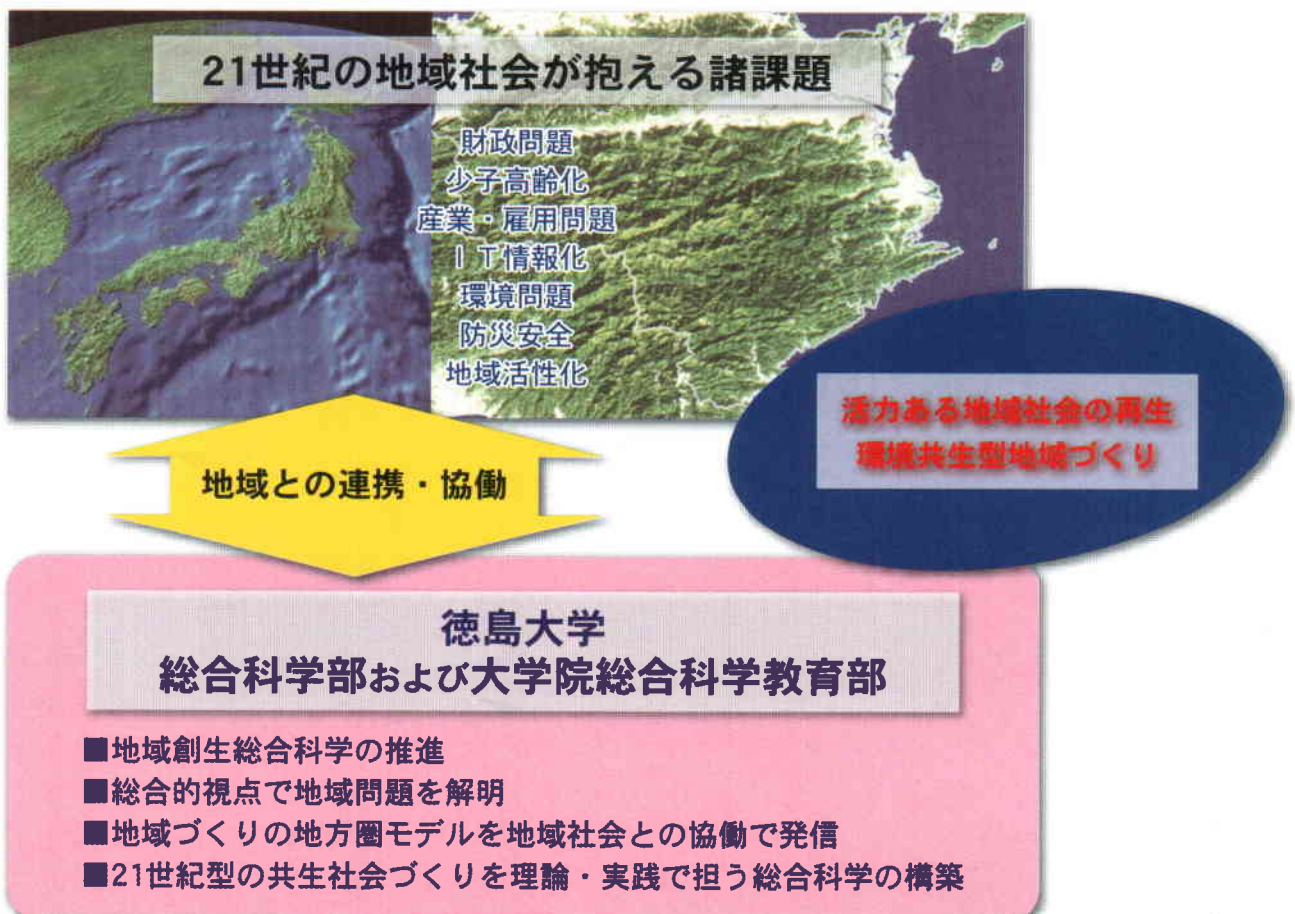 21世紀の地域社会が抱える諸課題
財政問題
少子高齢化
産業・雇用問題
IT情報化
環境問題
防災安全
地域活性化
活力ある地域社会の再生
環境共生型地域づくり
地域との連携・協働
徳島大学
総合科学部および大学院総合科学教育部
■地域創生総合科学の推進
■総合的視点で地域問題を解明
■地域づくりの地方圏モデルを地域社会との協働で発信
■21世紀型の共生社会づくりを理論・実践で担う総合科学の構築